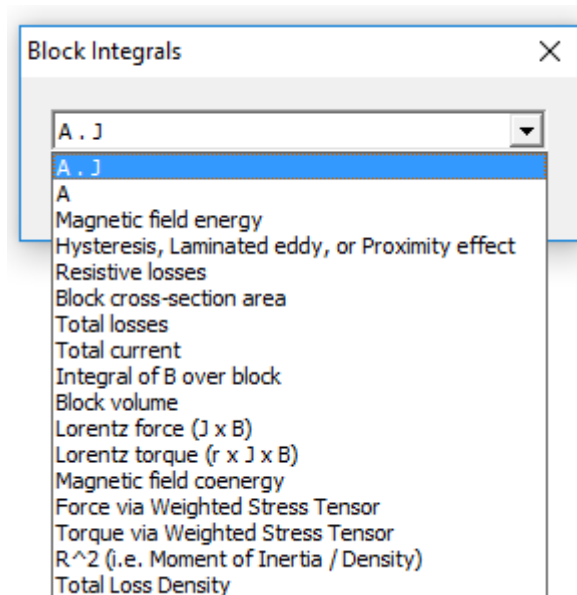 Block Integrals
A . J
A . J
A
Magnetic field energy
Hysteresis, Laminated eddy, or Proximity effect
Resistive losses
Block cross-section area
Total losses
Total current
Integral of B over block
Block volume
Lorentz force (J x B)
Lorentz torque (r x J x B)
Magnetic field coenergy
Force via Weighted Stress Tensor
Torque via Weighted Stress Tensor
R^2 (i.e. Moment of Inertia / Density)
Total Loss Density